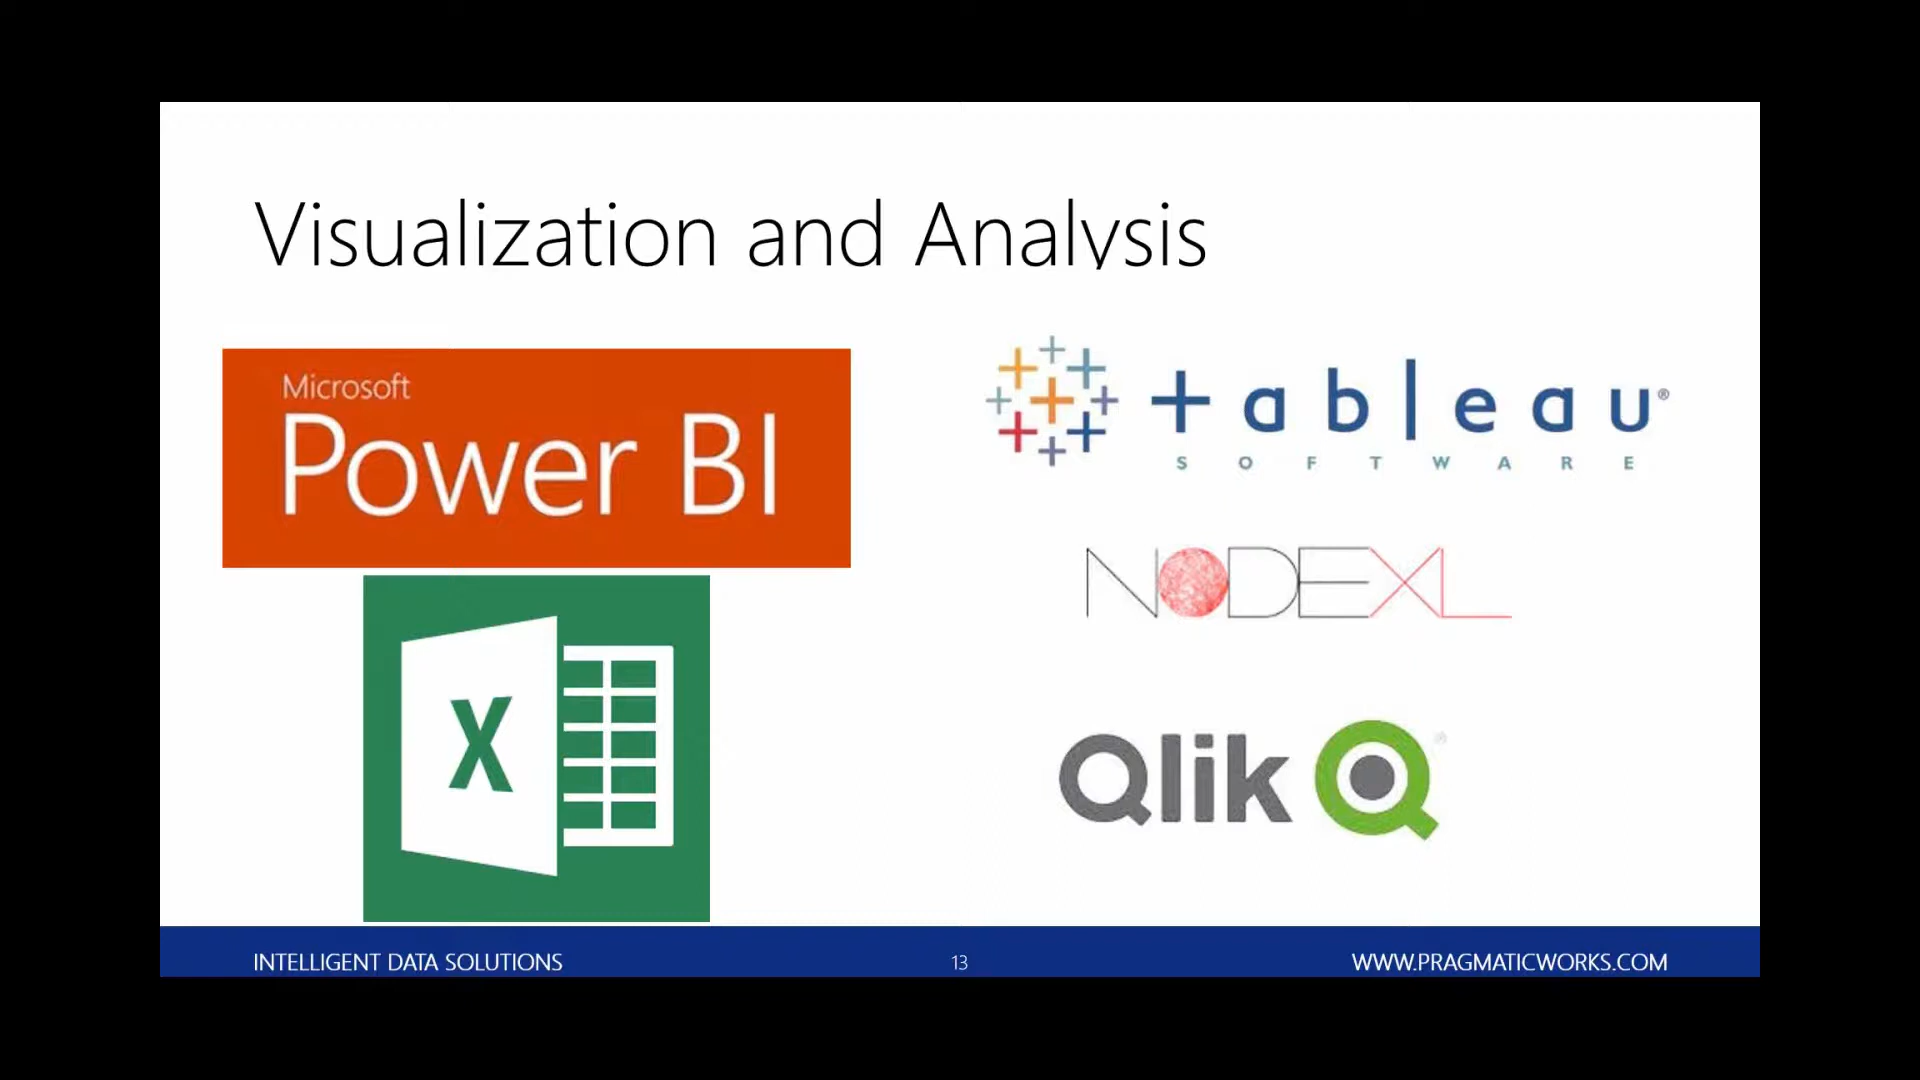 Visualization and Analysis
Microsoft
Power BI
X
tableau®
SOFTWARE
NODEXL
Qlik Q®
INTELLIGENT DATA SOLUTIONS
13
WWW.PRAGMATICWORKS.COM